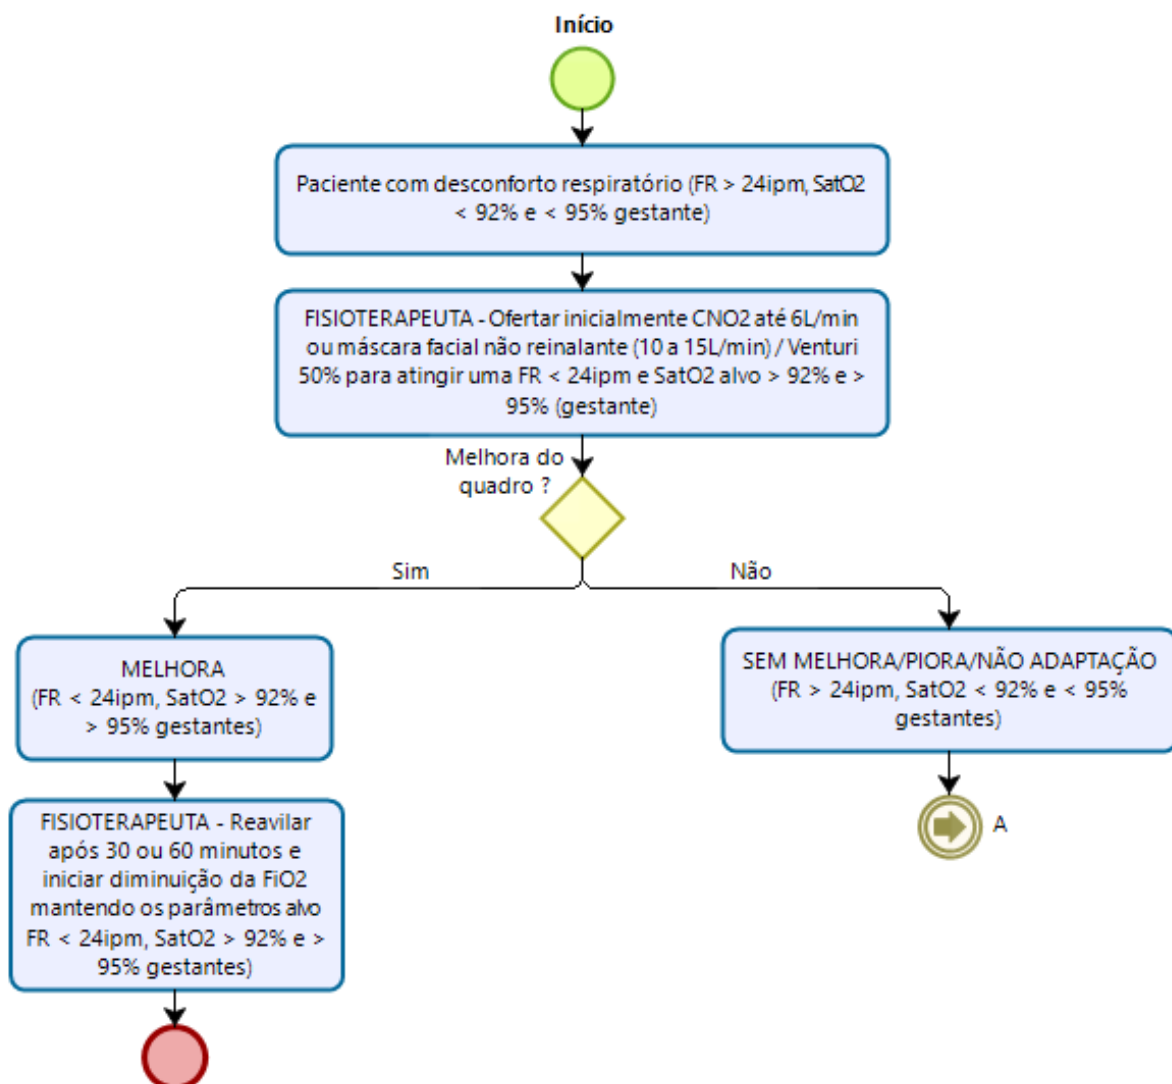 Início
Paciente com desconforto respiratório (FR > 24ipm, SatO2
< 92% e < 95% gestante)
FISIOTERAPEUTA - Ofertar inicialmente CNO2 até 6L/min
ou máscara facial não reinalante (10 a 15L/min) / Venturi
50% para atingir uma FR < 24ipm e SatO2 alvo > 92% e >
95% (gestante)
Melhora do
quadro ?
Sim
Não
MELHORA
(FR < 24ipm, SatO2 > 92% e
> 95% gestantes)
SEM MELHORA/PIORA/NÃO ADAPTAÇÃO
(FR > 24ipm, SatO2 < 92% e < 95%
gestantes)
FISIOTERAPEUTA - Reavilar
após 30 ou 60 minutos e
iniciar diminuição da FiO2
mantendo os parâmetros alvo
FR < 24ipm, SatO2 > 92% e >
95% gestantes)
A